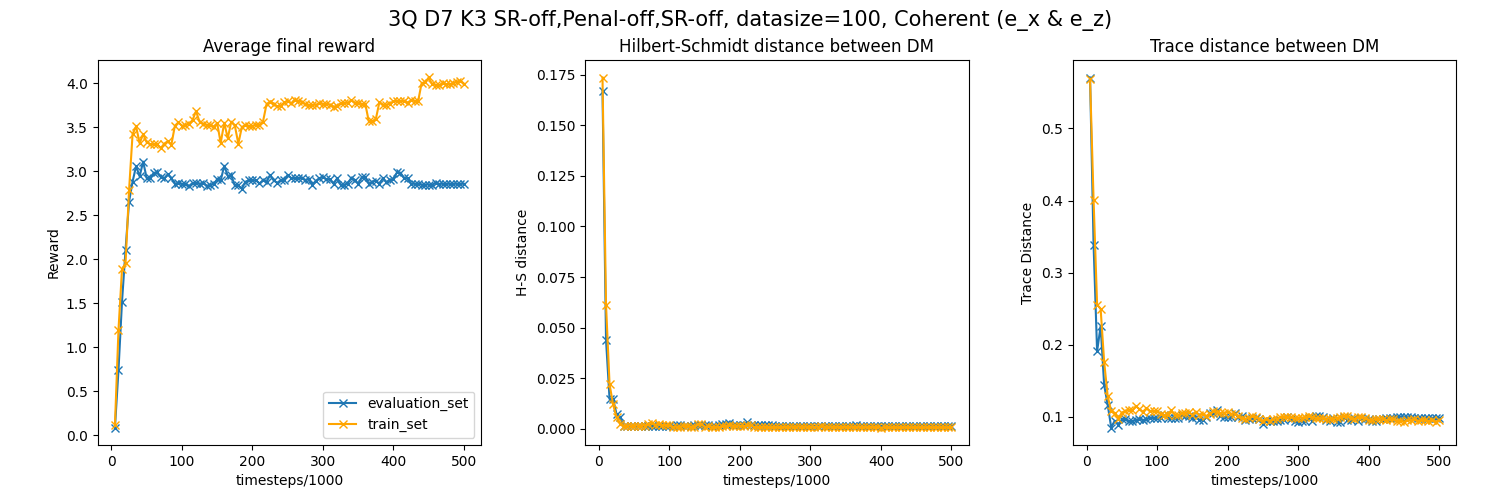 3Q D7 K3 SR-off,Penal-off,SR-off, datasize=100, Coherent (e_x & e_z)
Average final reward
Reward
4.0
3.5
3.0
2.5
2.0
1.5
1.0
0.5
0.0
evaluation_set
train_set
0 100 200 300 400 500
timesteps/1000
Hilbert-Schmidt distance between DM
H-S distance
0.175
0.150
0.125
0.100
0.075
0.050
0.025
0.000
0 100 200 300 400 500
timesteps/1000
Trace distance between DM
Trace Distance
0.5
0.4
0.3
0.2
0.1
0 100 200 300 400 500
timesteps/1000